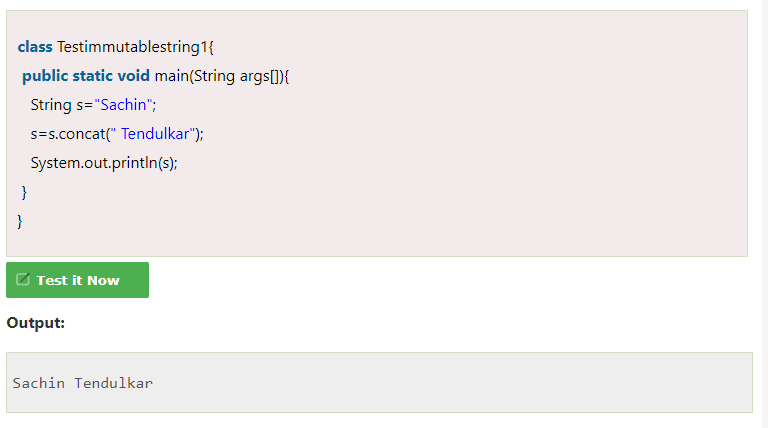 class Testimmutablestring1{
public static void main(String args[]){
String s="Sachin";
s=s.concat(" Tendulkar");
System.out.println(s);
}
}
Test it Now
Output:
Sachin Tendulkar